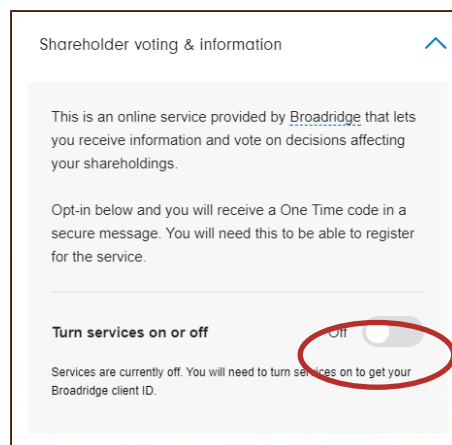 Shareholder voting & information
This is an online service provided by Broadridge that lets
you receive information and vote on decisions affecting
your shareholdings.
Opt-in below and you will receive a One Time code in a
secure message. You will need this to be able to register
for the service.
Turn services on or off Off
Services are currently off. You will need to turn services on to get your
Broadridge client ID.